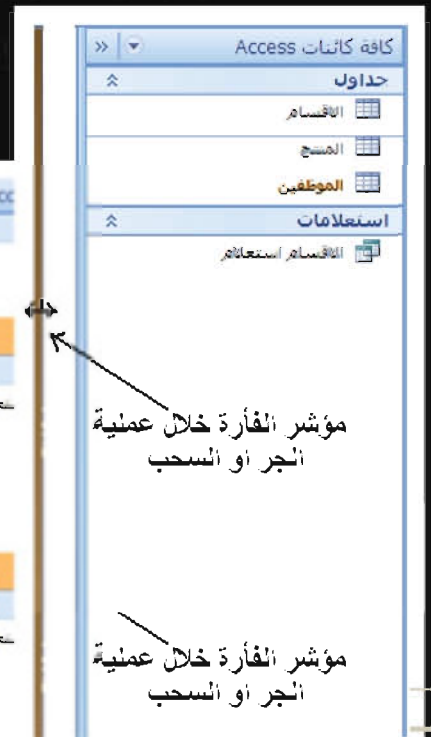 كافة كائنات Access
جداول
الاقسام
المنتج
الموظفين
استعلامات
الاقسام استعلام
مؤشر الفأرة خلال عملية
الجر او السحب
مؤشر الفأرة خلال عملية
الجر او السحب